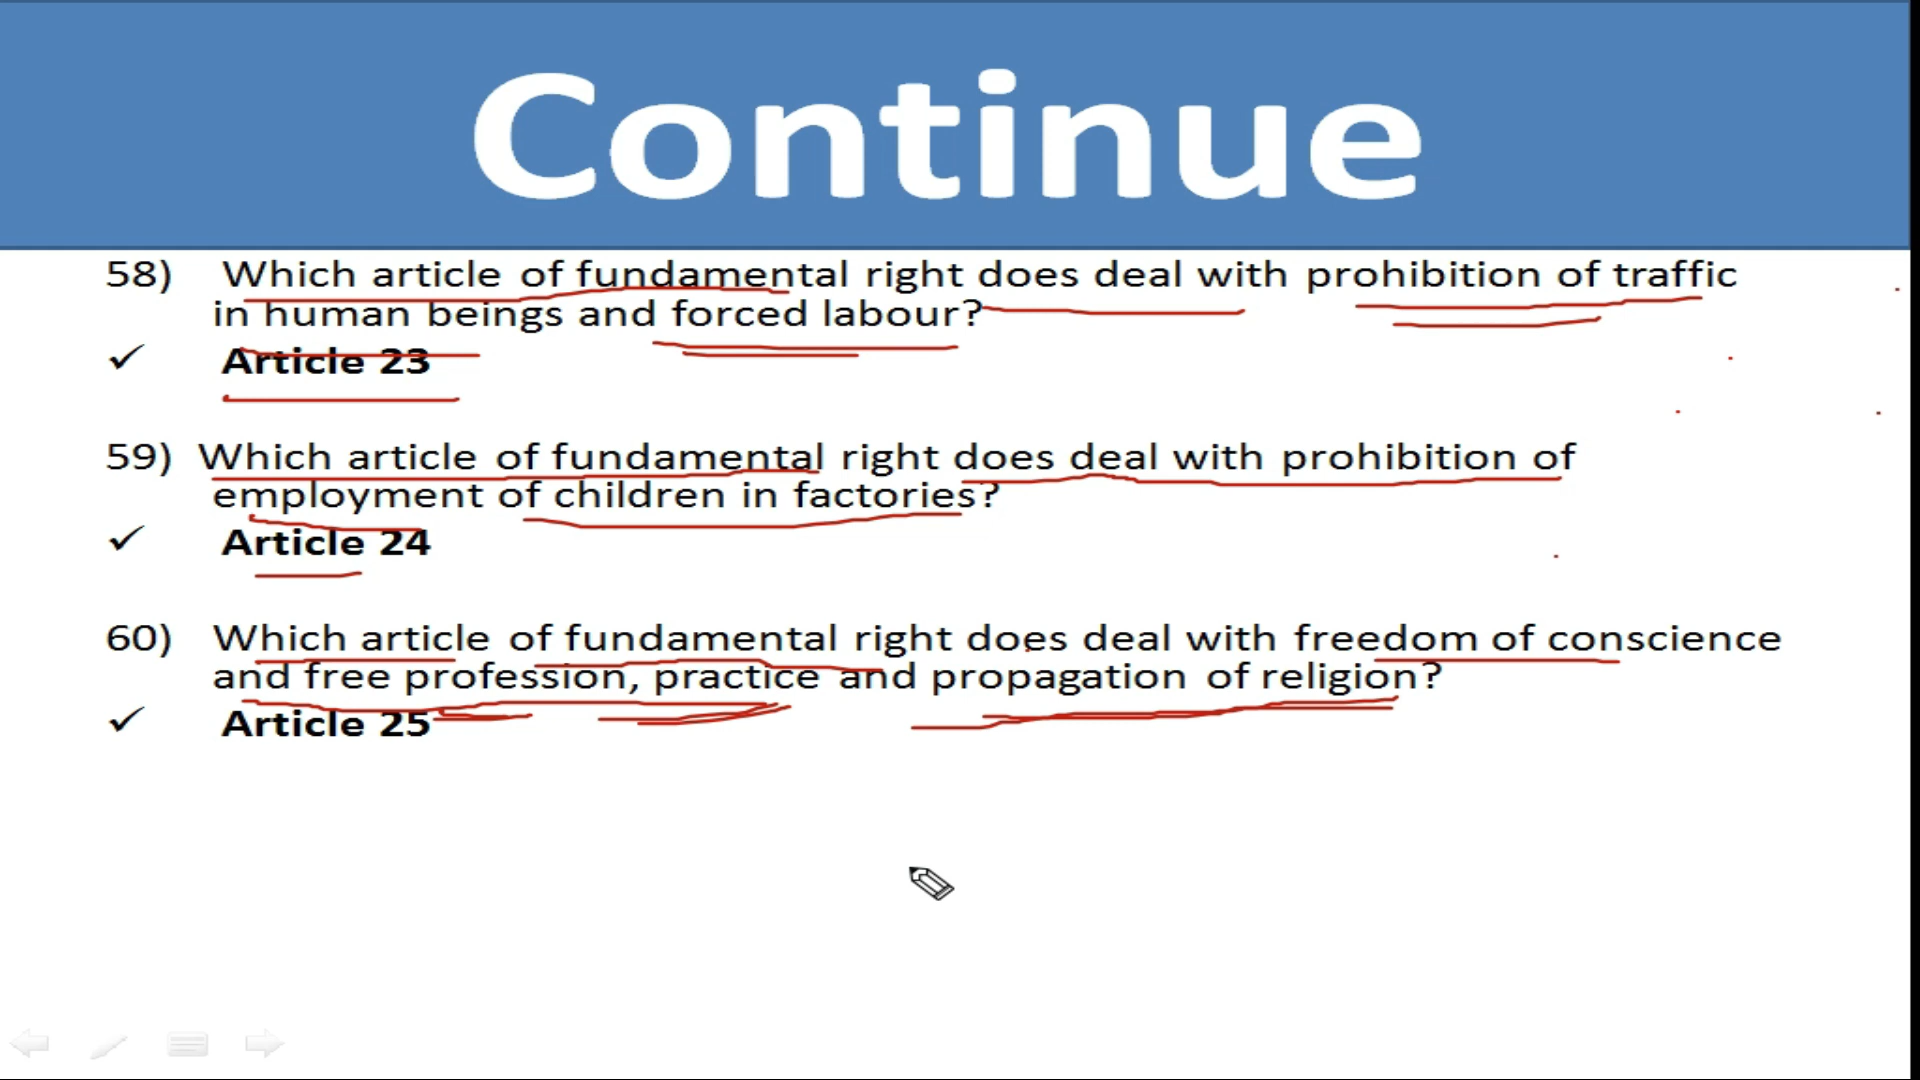 Continue
58) Which article of fundamental right does deal with prohibition of traffic
in human beings and forced labour?
✓ Article 23
59) Which article of fundamental right does deal with prohibition of
employment of children in factories?
✓ Article 24
60) Which article of fundamental right does deal with freedom of conscience
and free profession, practice and propagation of religion?
✓ Article 25